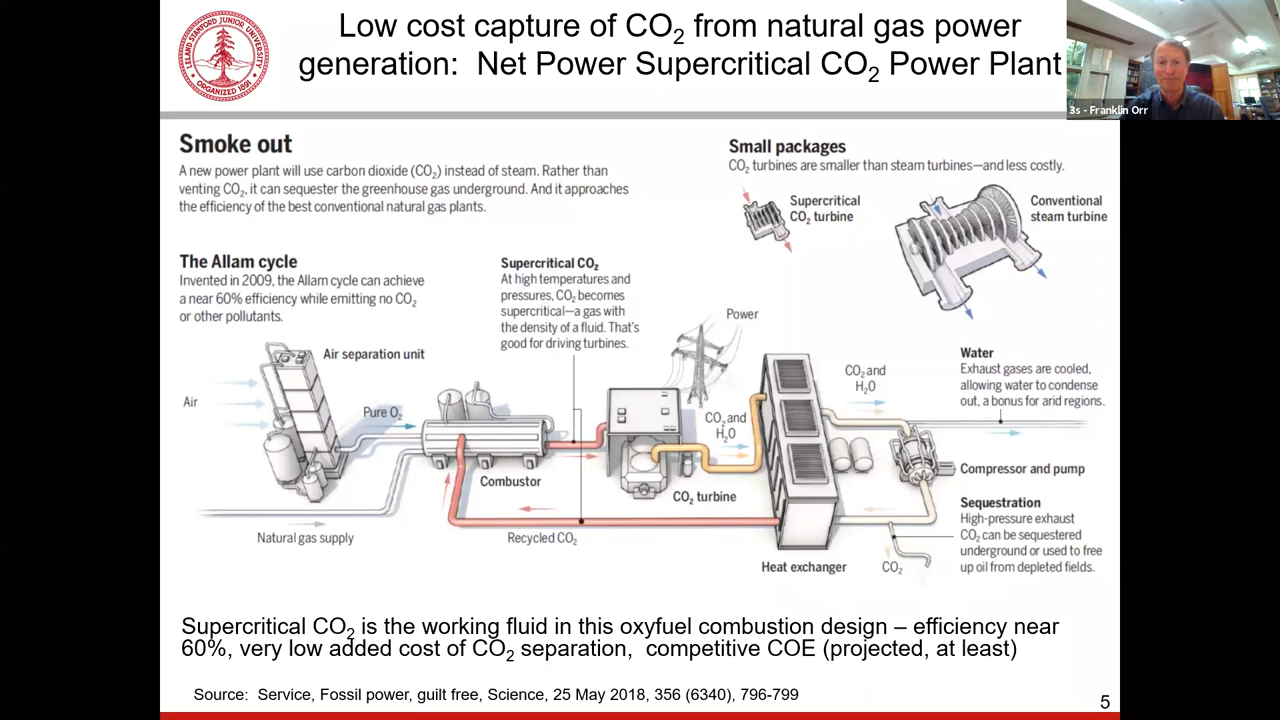 LELAND STANFORD JUNIOR UNIVERSITY
ORGANIZED 1891
Low cost capture of CO2 from natural gas power
generation: Net Power Supercritical CO2 Power Plant
3s - Franklin Orr
Smoke out
A new power plant will use carbon dioxide (CO2) instead of steam. Rather than
venting CO2, it can sequester the greenhouse gas underground. And it approaches
the efficiency of the best conventional natural gas plants.
Small packages
CO2 turbines are smaller than steam turbines—and less costly.
Supercritical
CO2 turbine
Conventional
steam turbine
The Allam cycle
Invented in 2009, the Allam cycle can achieve
a near 60% efficiency while emitting no CO2
or other pollutants.
Supercritical CO2
At high temperatures and
pressures, CO2 becomes
supercritical—a gas with
the density of a fluid. That's
good for driving turbines.
Power
Air separation unit
Air
Pure O2
Combustor
Natural gas supply
Recycled CO2
CO2 and
H2O
CO2 turbine
CO2 and
H2O
Heat exchanger
Water
Exhaust gases are cooled,
allowing water to condense
out, a bonus for arid regions.
Compressor and pump
Sequestration
High-pressure exhaust
CO2 can be sequestered
underground or used to free
up oil from depleted fields.
CO2
Supercritical CO2 is the working fluid in this oxyfuel combustion design – efficiency near
60%, very low added cost of CO2 separation, competitive COE (projected, at least)
Source: Service, Fossil power, guilt free, Science, 25 May 2018, 356 (6340), 796-799
5